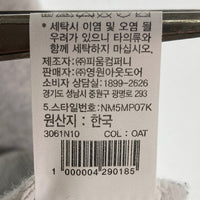 ※ 세탁시 이염 및 오염 될
우려가 있으니 타의류와
함께 세탁하지 마십시오.
제조자 : (주)피움컴퍼니
판매자 : (주)영원아웃도어
소비자 상담실: 1899-2626
경기도 성남시 중원구 광명로 293
5.스타일번호: NM5MP07K
원산지 : 한국
3061N10 COL : OAT
1 000004 290185